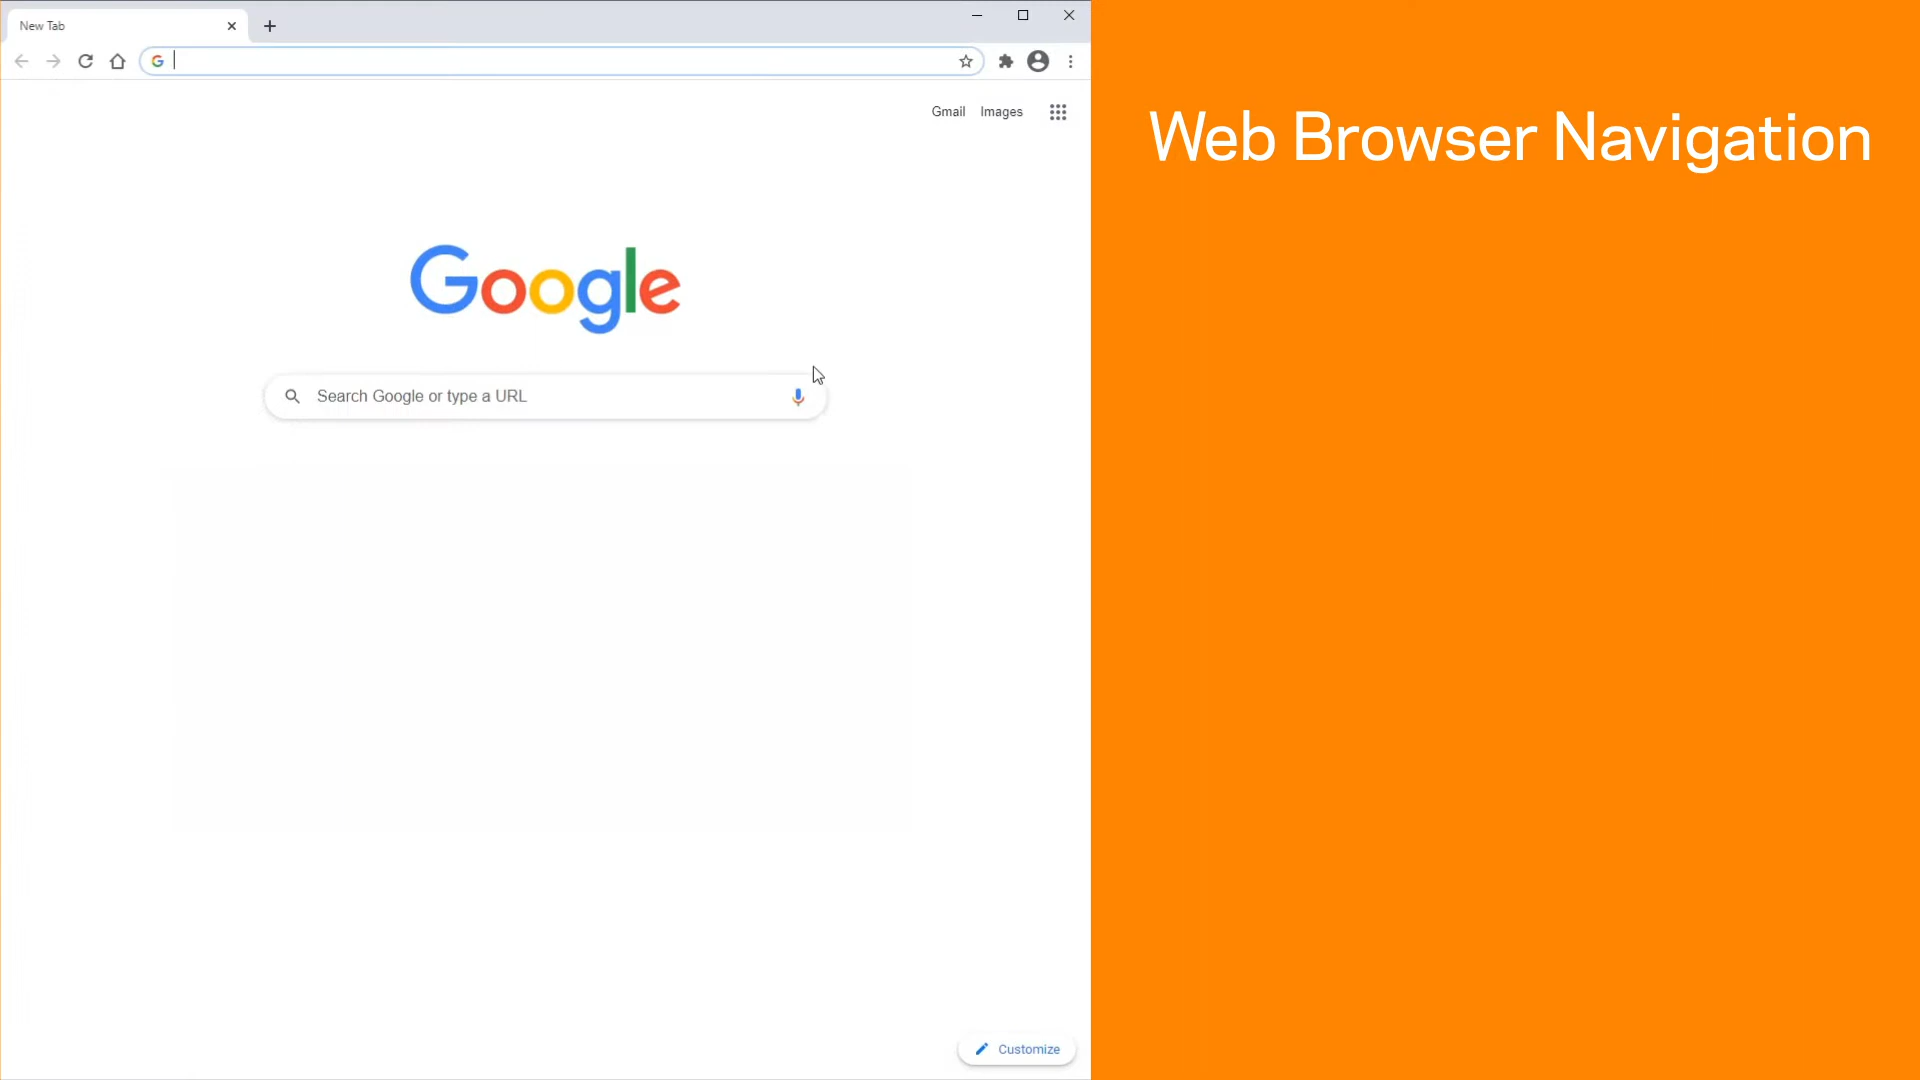 New Tab
Gmail Images
Web Browser Navigation
Google
Search Google or type a URL
Customize